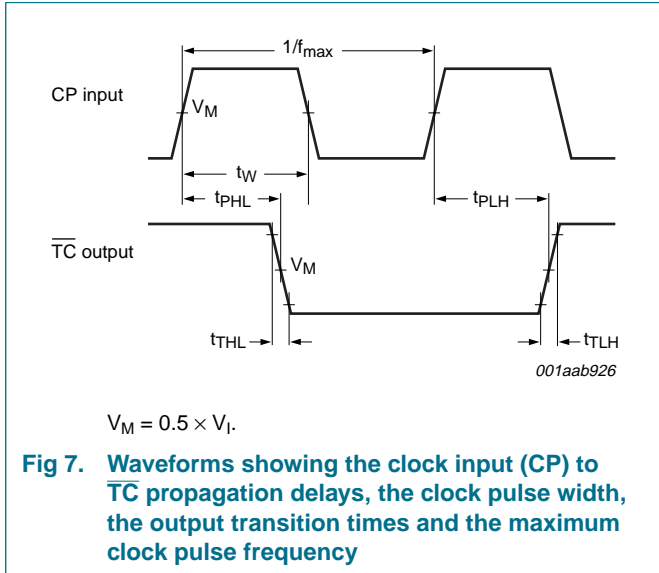 1/fmax
CP input
VM
tW
tPHL
tPLH
TC output
VM
tTHL
tTLH
001aab926
VM = 0.5 × VI.
Fig 7. Waveforms showing the clock input (CP) to
TC propagation delays, the clock pulse width,
the output transition times and the maximum
clock pulse frequency